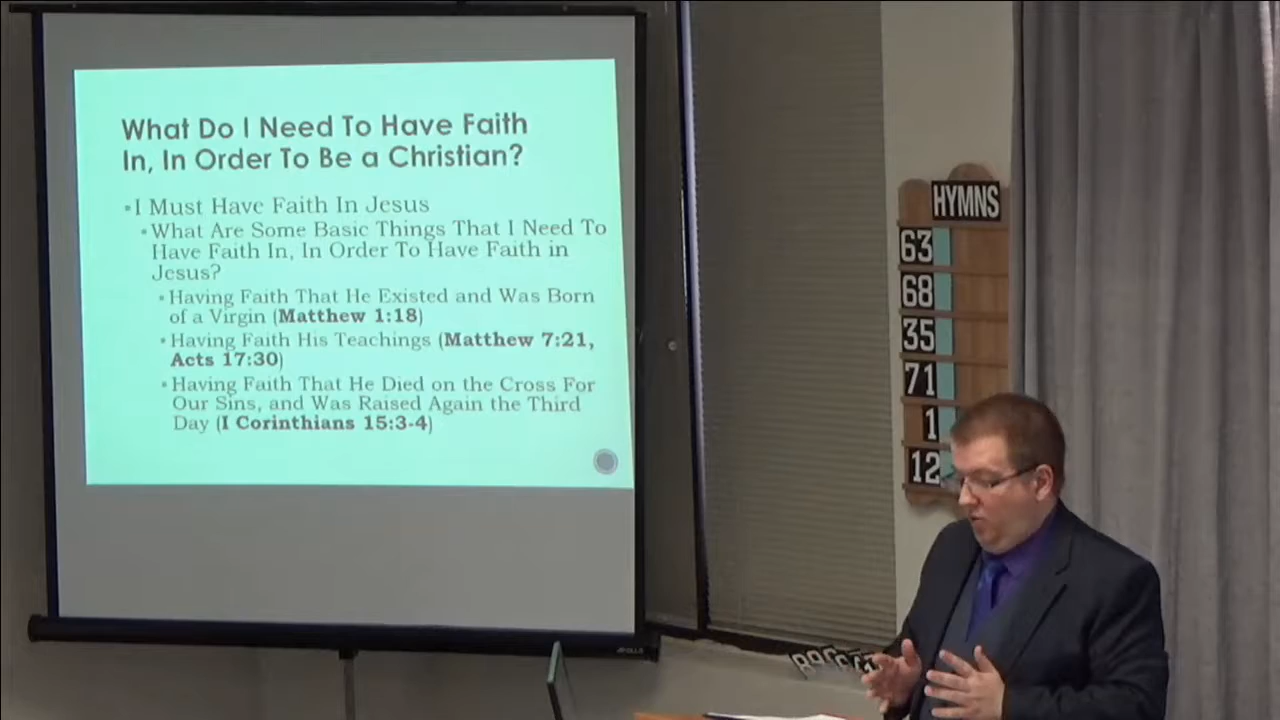 What Do I Need To Have Faith
In, In Order To Be a Christian?
▪I Must Have Faith In Jesus
▪What Are Some Basic Things That I Need To
Have Faith In, In Order To Have Faith in
Jesus?
▪Having Faith That He Existed and Was Born
of a Virgin (Matthew 1:18)
▪Having Faith His Teachings (Matthew 7:21,
Acts 17:30)
▪Having Faith That He Died on the Cross For
Our Sins, and Was Raised Again the Third
Day (I Corinthians 15:3-4)
APOLLO
HYMNS
63
68
35
71
1
12